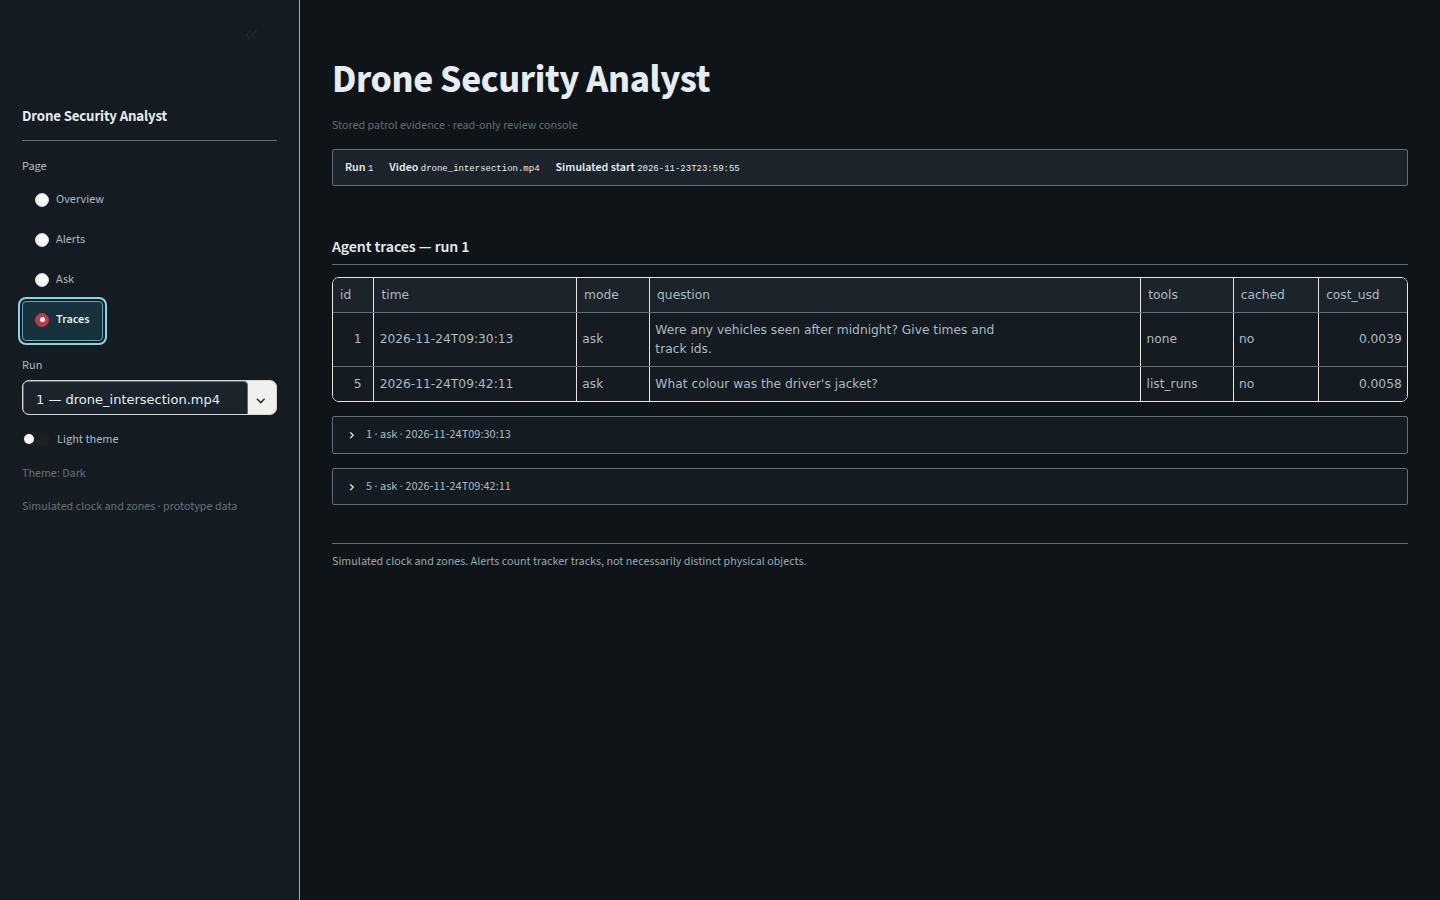 Drone Security Analyst
Page
Overview
Alerts
Ask
Traces
Run
1 — drone_intersection.mp4
Light theme
Theme: Dark
Simulated clock and zones · prototype data
Drone Security Analyst
Stored patrol evidence · read-only review console
Run 1 Video drone_intersection.mp4 Simulated start 2026-11-23T23:59:55
Agent traces — run 1
id time mode question tools cached cost_usd
1 2026-11-24T09:30:13 ask Were any vehicles seen after midnight? Give times and none no 0.0039
track ids.
5 2026-11-24T09:42:11 ask What colour was the driver's jacket? list_runs no 0.0058
1 · ask · 2026-11-24T09:30:13
5 · ask · 2026-11-24T09:42:11
Simulated clock and zones. Alerts count tracker tracks, not necessarily distinct physical objects.